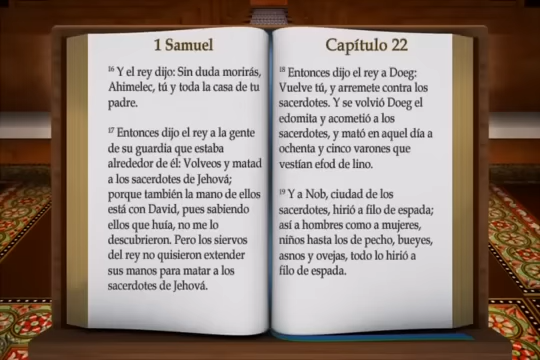 1 Samuel
16 Y el rey dijo: Sin duda morirás,
Ahimelec, tú y toda la casa de tu
padre.
17 Entonces dijo el rey a la gente
de su guardia que estaba
alrededor de él: Volveos y matad
a los sacerdotes de Jehová;
porque también la mano de ellos
está con David, pues sabiendo
ellos que huía, no me lo
descubrieron. Pero los siervos
del rey no quisieron extender
sus manos para matar a los
sacerdotes de Jehová.
Capítulo 22
18 Entonces dijo el rey a Doeg:
Vuelve tú, y arremete contra los
sacerdotes. Y se volvió Doeg el
edomita y acometió a los
sacerdotes, y mató en aquel día a
ochenta y cinco varones que
vestían efod de lino.
19 Y a Nob, ciudad de los
sacerdotes, hirió a filo de espada;
así a hombres como a mujeres,
niños hasta los de pecho, bueyes,
asnos y ovejas, todo lo hirió a
filo de espada.